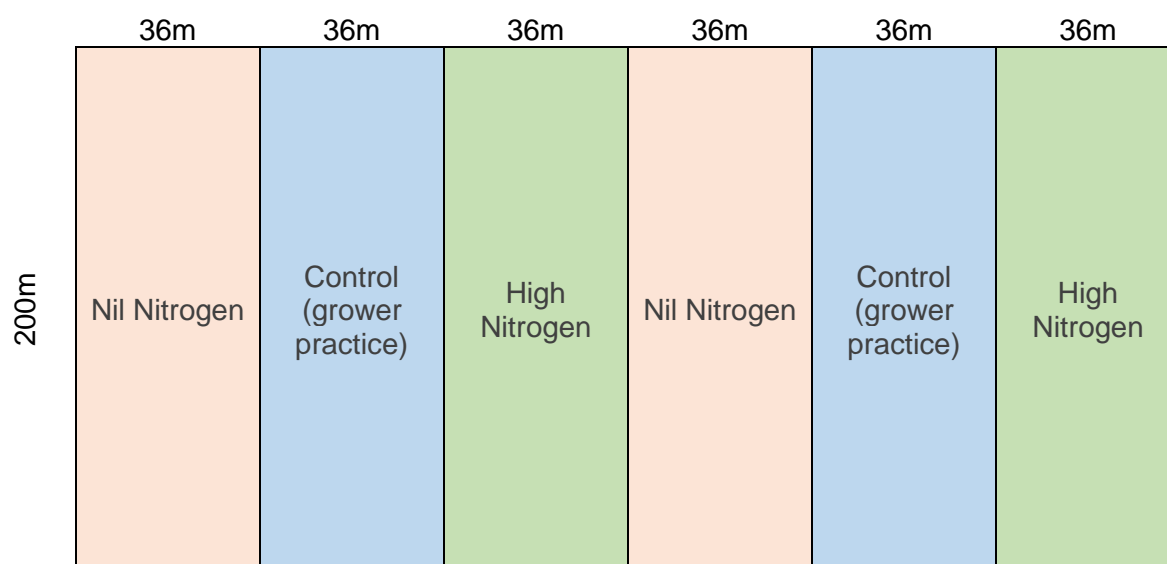 36m 36m 36m 36m 36m 36m
200m
Nil Nitrogen
Control
(grower
practice)
High
Nitrogen
Nil Nitrogen
Control
(grower
practice)
High
Nitrogen